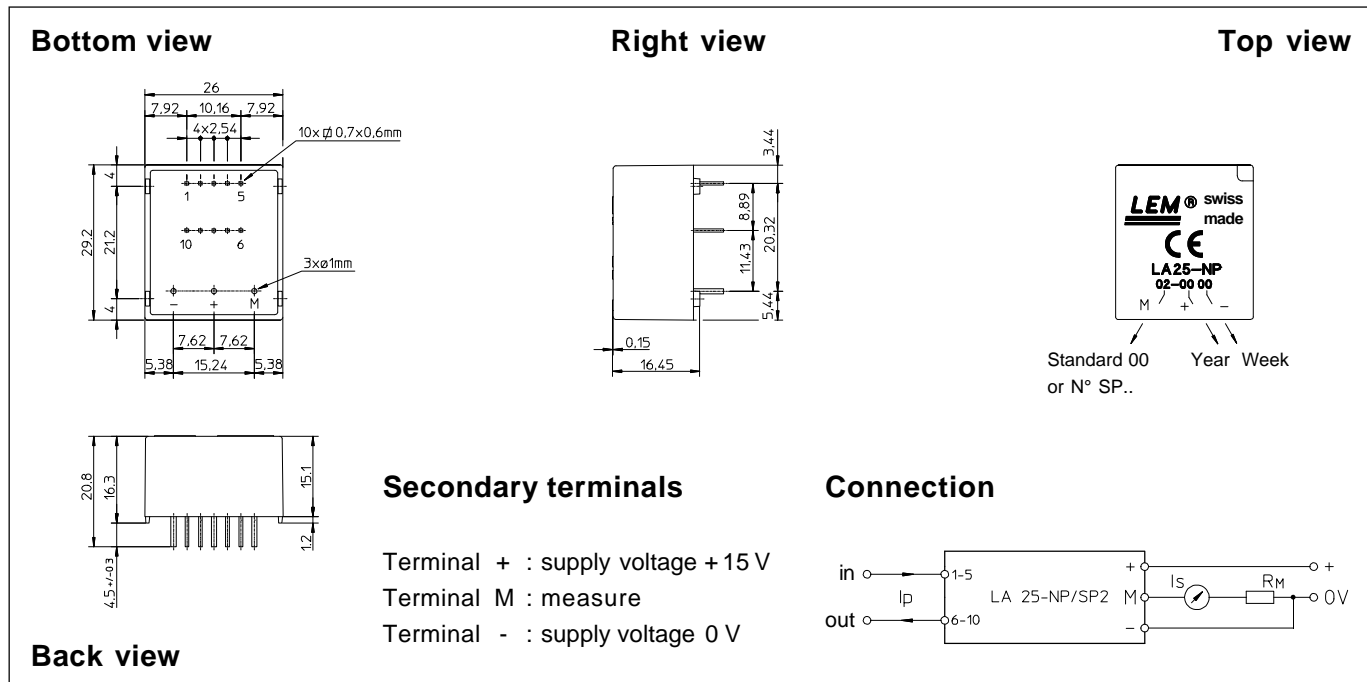 Bottom view
Right view
Top view
26
7,92 10,16 7,92
4x2,54
10x 0,7x0,6mm
4
29.2
21.2
4
1 5
10 6
3xø1mm
- + M
7,62 7,62
5,38 15,24 5,38
3,44
8,89
20.32
11.43
5,44
0,15
16,45
LEM ® swiss
made
CE
LA25-NP
02-00 00
M + -
Standard 00 Year Week
or N° SP..
20.8
16.3
15.1
1.2
4.5 +/-0.3
Secondary terminals
Terminal + : supply voltage + 15 V
Terminal M : measure
Terminal - : supply voltage 0 V
Connection
in 1-5
Ip
out 6-10
LA 25-NP/SP2
+ +
M Is RM 0V
-
Back view